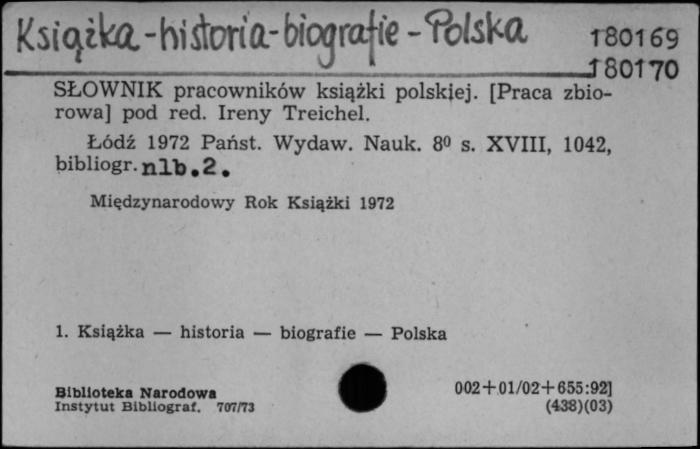 Książka-historia-biografie-Polska 180169
180170
SŁOWNIK pracowników książki polskiej. [Praca zbio-
rowa] pod red. Ireny Treichel.
Łódź 1972 Państ. Wydaw. Nauk. 8⁰ s. XVIII, 1042,
bibliogr. nlb.2.
Międzynarodowy Rok Książki 1972
1. Książka — historia — biografie — Polska
Biblioteka Narodowa 002+01/02+655:92]
Instytut Bibliograf. 707/73 (438)(03)